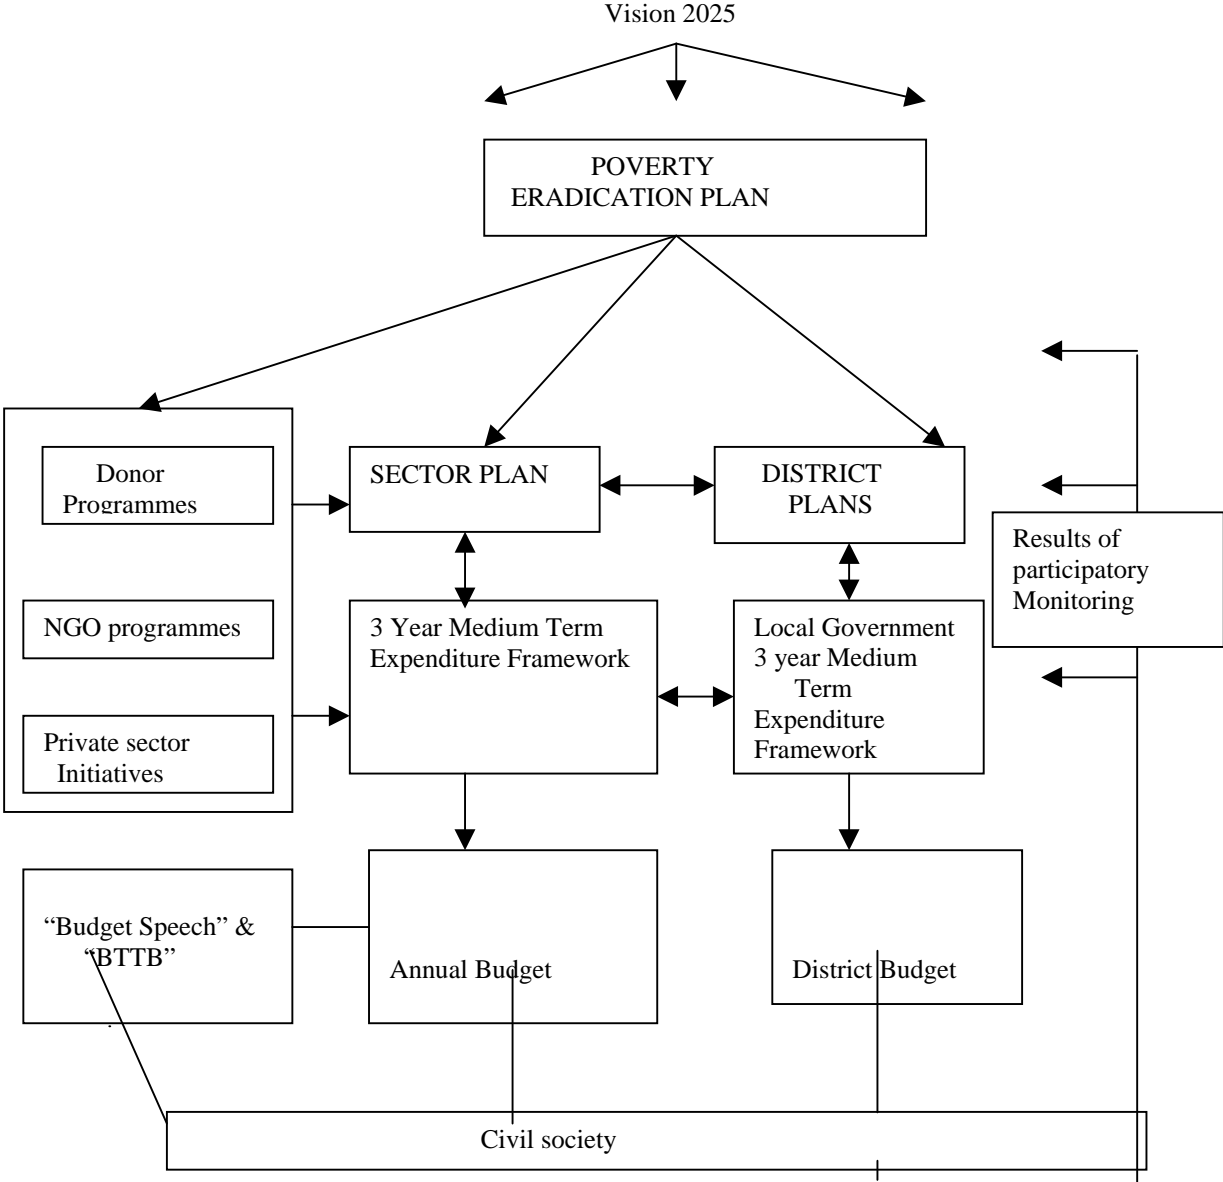 Vision 2025
POVERTY
ERADICATION PLAN
Donor
Programmes
NGO programmes
Private sector
Initiatives
SECTOR PLAN
DISTRICT
PLANS
Results of
participatory
Monitoring
3 Year Medium Term
Expenditure Framework
Local Government
3 year Medium
Term
Expenditure
Framework
“Budget Speech” &
“BTTB”
Annual Budget
District Budget
Civil society